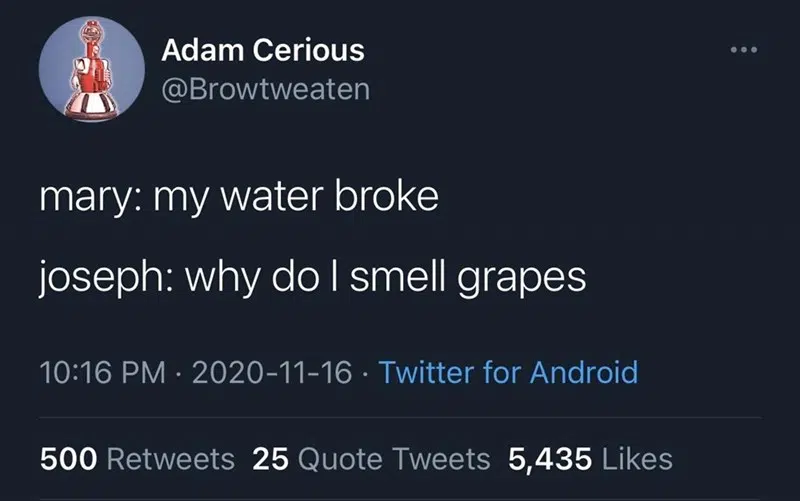 Adam Cerious
@Browtweaten
mary: my water broke
joseph: why do I smell grapes
10:16 PM · 2020-11-16 · Twitter for Android
500 Retweets 25 Quote Tweets 5,435 Likes